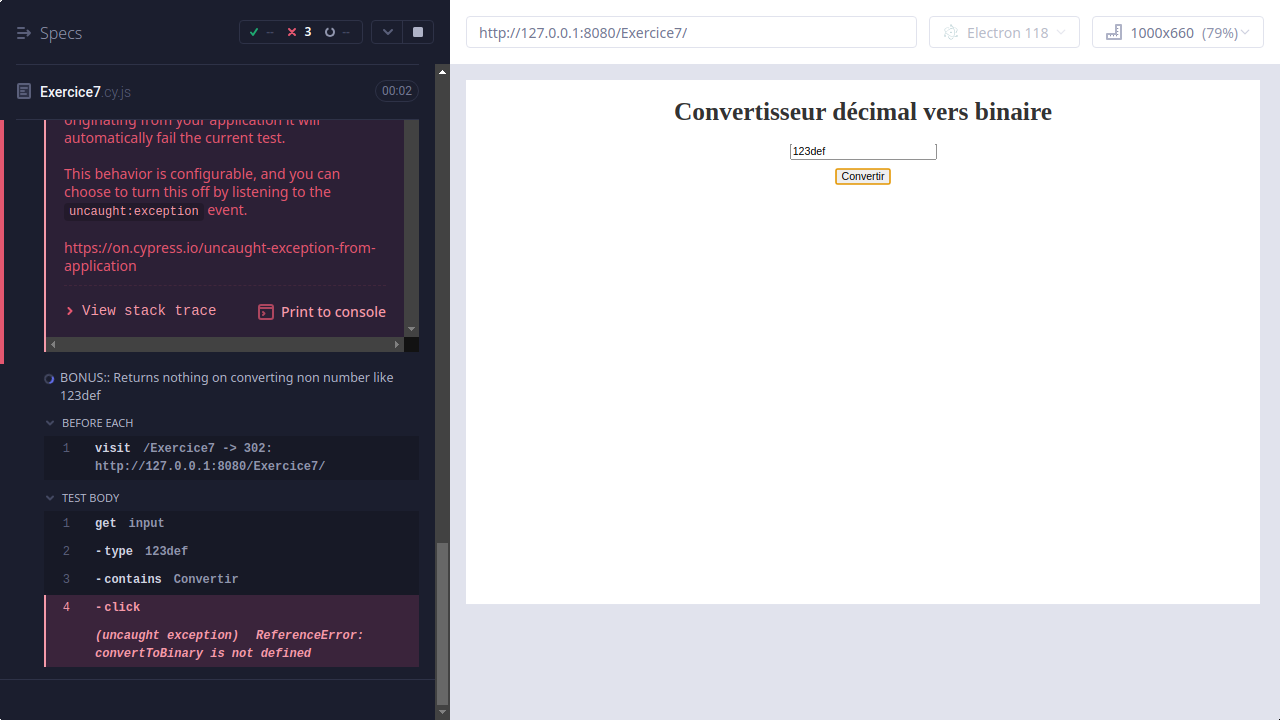 Specs
-- 3 --
Exercice7.cy.js
00:02
originating from your application it will
automatically fail the current test.
This behavior is configurable, and you can
choose to turn this off by listening to the
uncaught:exception event.
https://on.cypress.io/uncaught-exception-from-
application
View stack trace
Print to console
BONUS:: Returns nothing on converting non number like
123def
BEFORE EACH
1 visit /Exercice7 -> 302:
http://127.0.0.1:8080/Exercice7/
TEST BODY
1 get input
2 -type 123def
3 -contains Convertir
4 -click
(uncaught exception) ReferenceError:
convertToBinary is not defined
http://127.0.0.1:8080/Exercice7/
Electron 118
1000x660 (79%)
Convertisseur décimal vers binaire
123def
Convertir